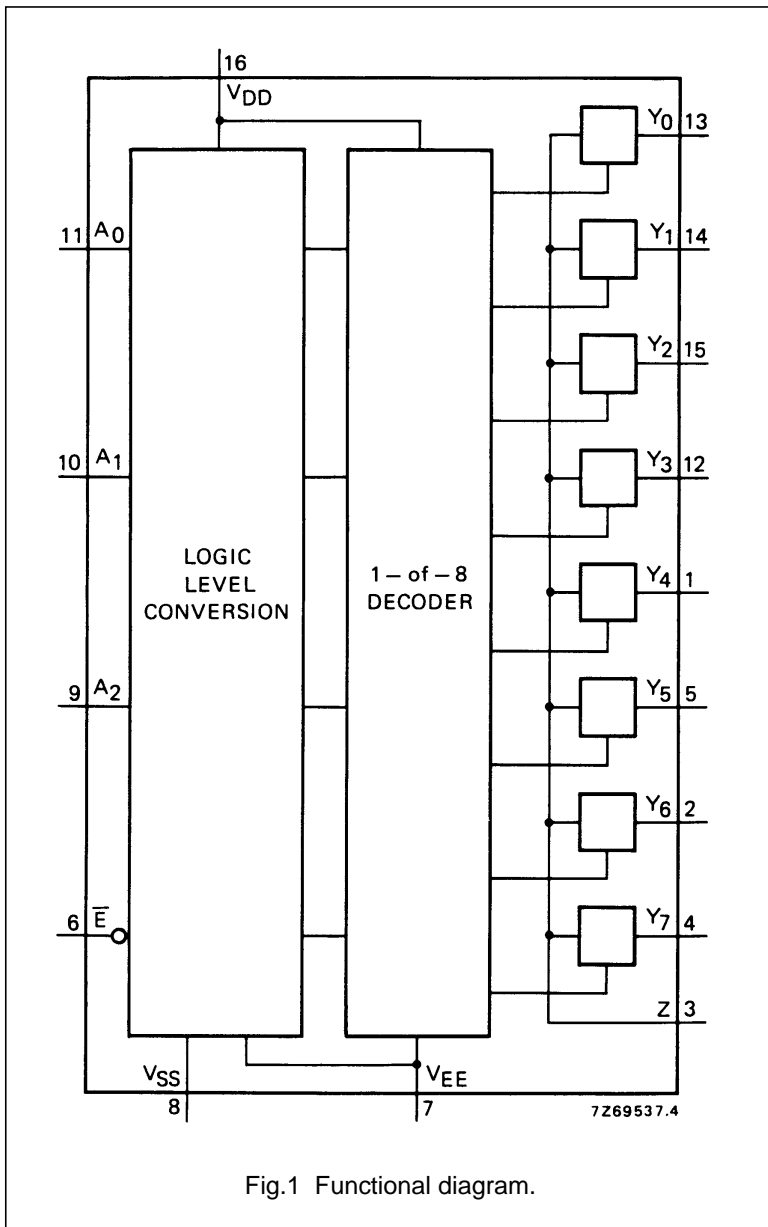 16
VDD
Y0 13
11 A0
Y1 14
Y2 15
10 A1
Y3 12
LOGIC
LEVEL
CONVERSION
1 – of – 8
DECODER
Y4 1
9 A2
Y5 5
Y6 2
6 E̅
Y7 4
Z 3
VSS
VEE
8
7
7Z69537.4
Fig.1 Functional diagram.